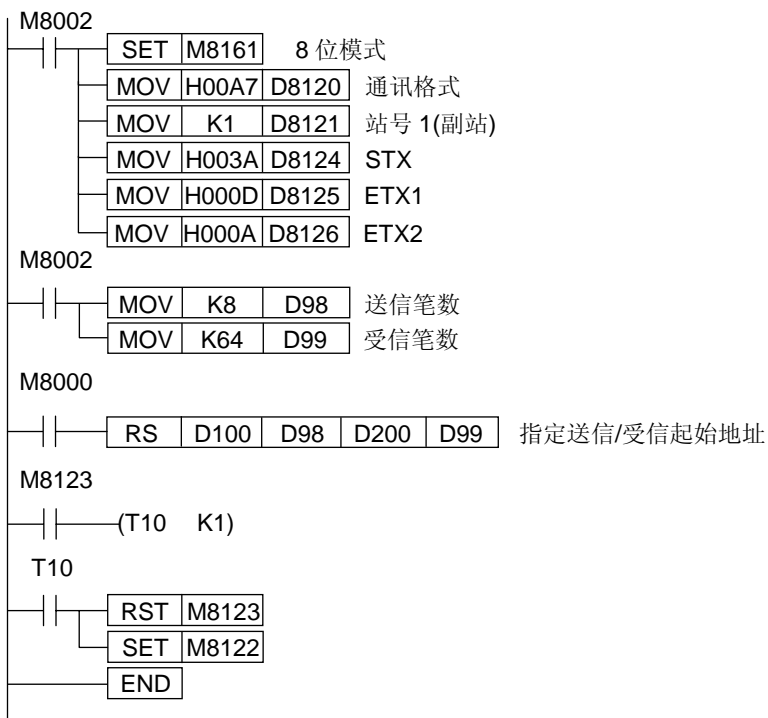 M8002
SET M8161 8 位模式
MOV H00A7 D8120 通讯格式
MOV K1 D8121 站号 1(副站)
MOV H003A D8124 STX
MOV H000D D8125 ETX1
MOV H000A D8126 ETX2
M8002
MOV K8 D98 送信笔数
MOV K64 D99 受信笔数
M8000
RS D100 D98 D200 D99 指定送信/受信起始地址
M8123
(T10 K1)
T10
RST M8123
SET M8122
END